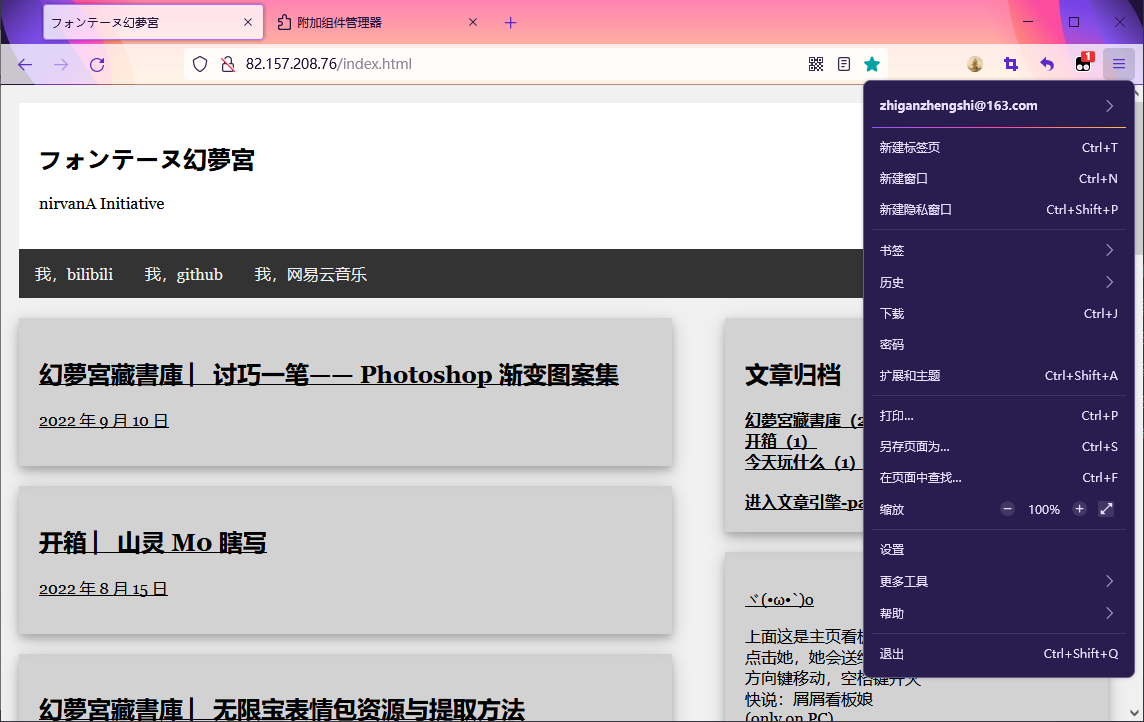 フォンテーヌ幻夢宮
附加组件管理器
82.157.208.76/index.html
1
フォンテーヌ幻夢宮
nirvanA Initiative
我，bilibili 我，github 我，网易云音乐
幻夢宮藏書庫 ▏讨巧一笔—— Photoshop 渐变图案集
2022 年 9 月 10 日
开箱 ▏山灵 Mo 瞎写
2022 年 8 月 15 日
幻夢宮藏書庫 ▏无限宝表情包资源与提取方法
文章归档
幻夢宮藏書庫（2
开箱（1）
今天玩什么（1）
进入文章引擎-pa
ヾ(•ω•`)o
上面这是主页看板
点击她，她会送给
方向键移动，空格键开火
快说：屑屑看板娘
(only on PC)
zhiganzhengshi@163.com
新建标签页 Ctrl+T
新建窗口 Ctrl+N
新建隐私窗口 Ctrl+Shift+P
书签
历史
下载 Ctrl+J
密码
扩展和主题 Ctrl+Shift+A
打印... Ctrl+P
另存页面为... Ctrl+S
在页面中查找... Ctrl+F
缩放 100%
设置
更多工具
帮助
退出 Ctrl+Shift+Q